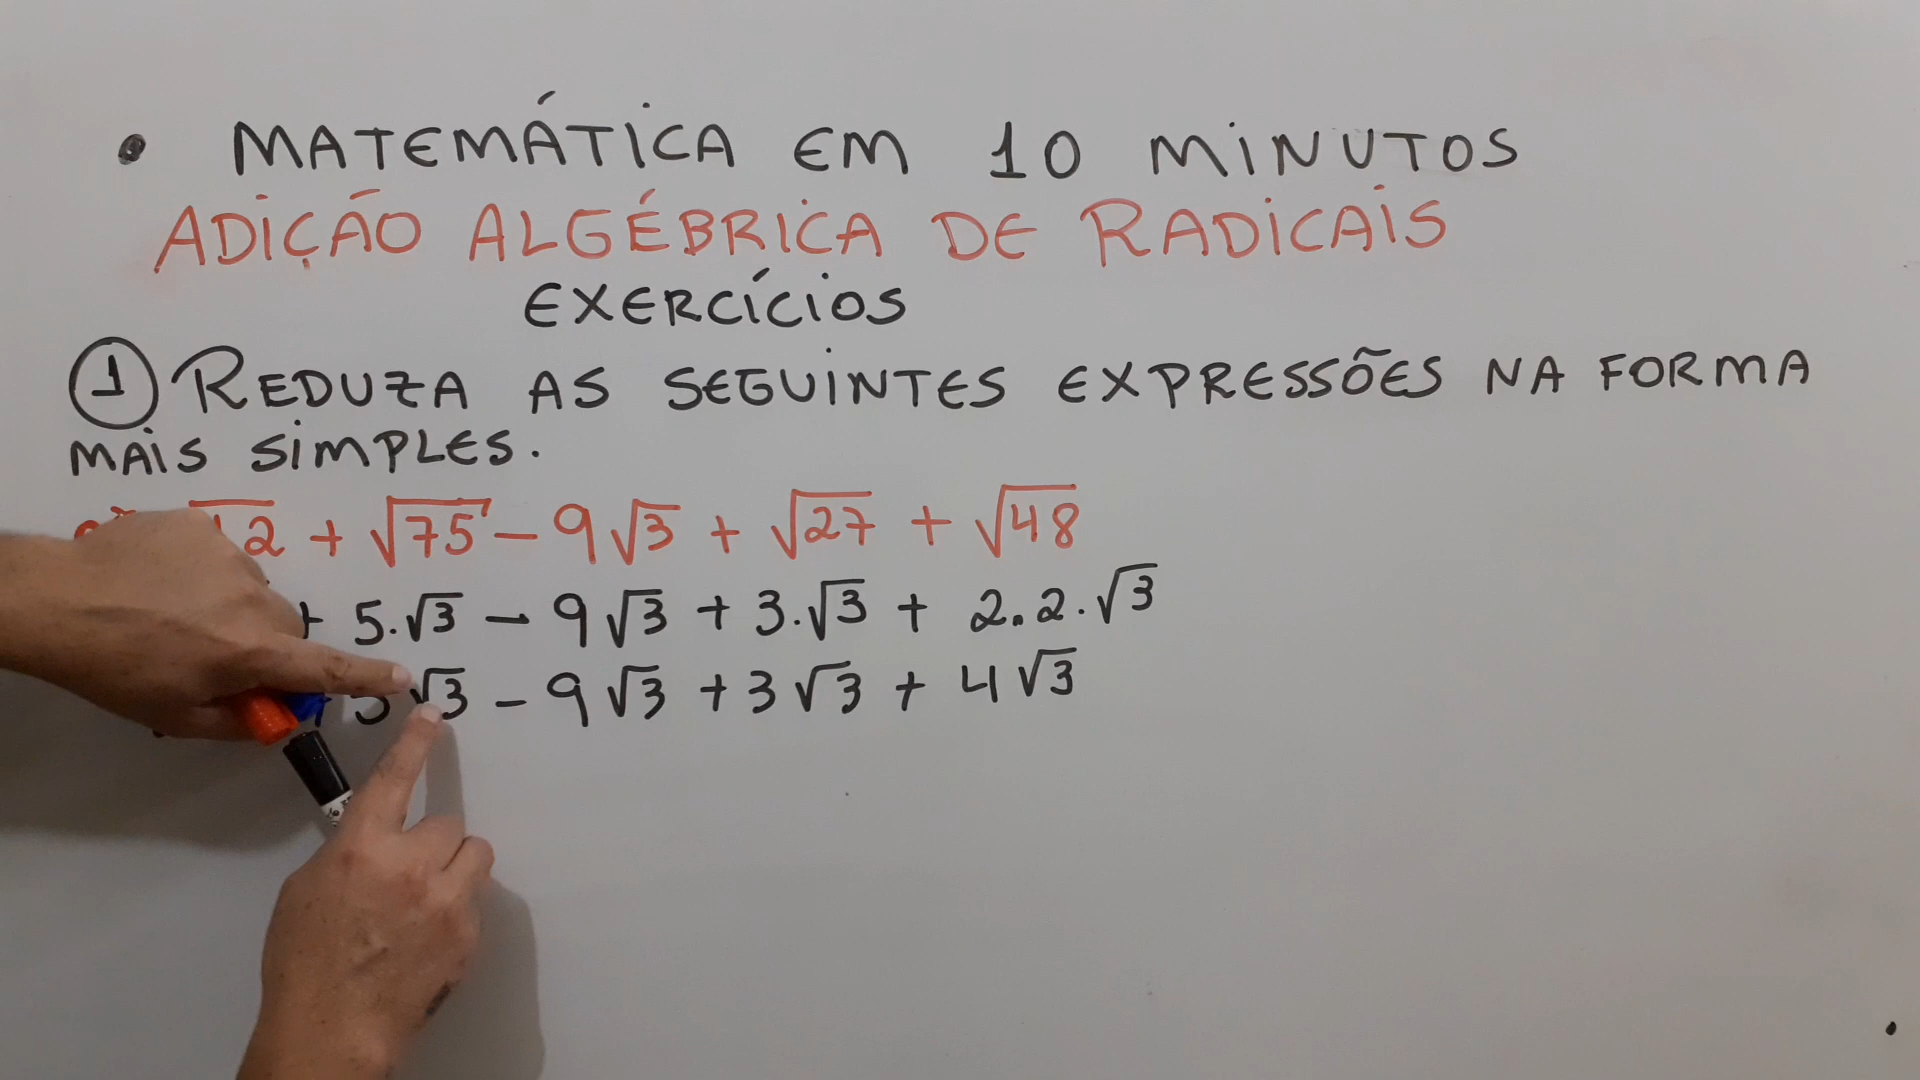 • MATEMÁTICA EM 10 MINUTOS
ADIÇÃO ALGÉBRICA DE RADICAIS
EXERCÍCIOS
① REDUZA AS SEGUINTES EXPRESSÕES NA FORMA
MAIS SIMPLES.
2 + √75 - 9√3 + √27 + √48
+ 5.√3 - 9√3 + 3.√3 + 2.2.√3
+ 5√3 - 9√3 + 3√3 + 4√3